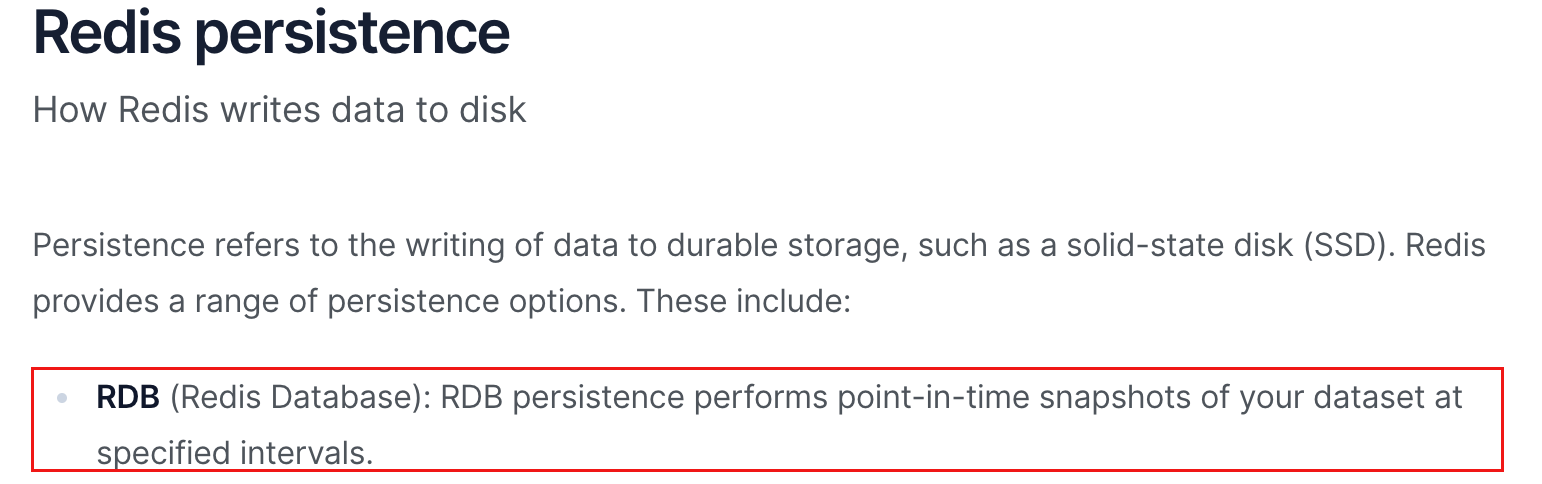 Redis persistence
How Redis writes data to disk
Persistence refers to the writing of data to durable storage, such as a solid-state disk (SSD). Redis
provides a range of persistence options. These include:
• RDB (Redis Database): RDB persistence performs point-in-time snapshots of your dataset at
specified intervals.